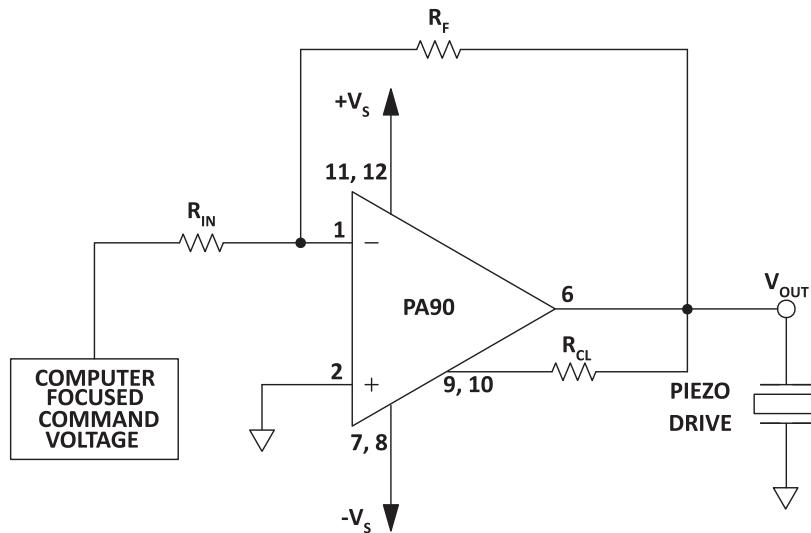 R_F
+V_S
11, 12
R_IN
1
−
PA90
6
V_OUT
R_CL
2
+
9, 10
COMPUTER
FOCUSED
COMMAND
VOLTAGE
PIEZO
DRIVE
7, 8
-V_S